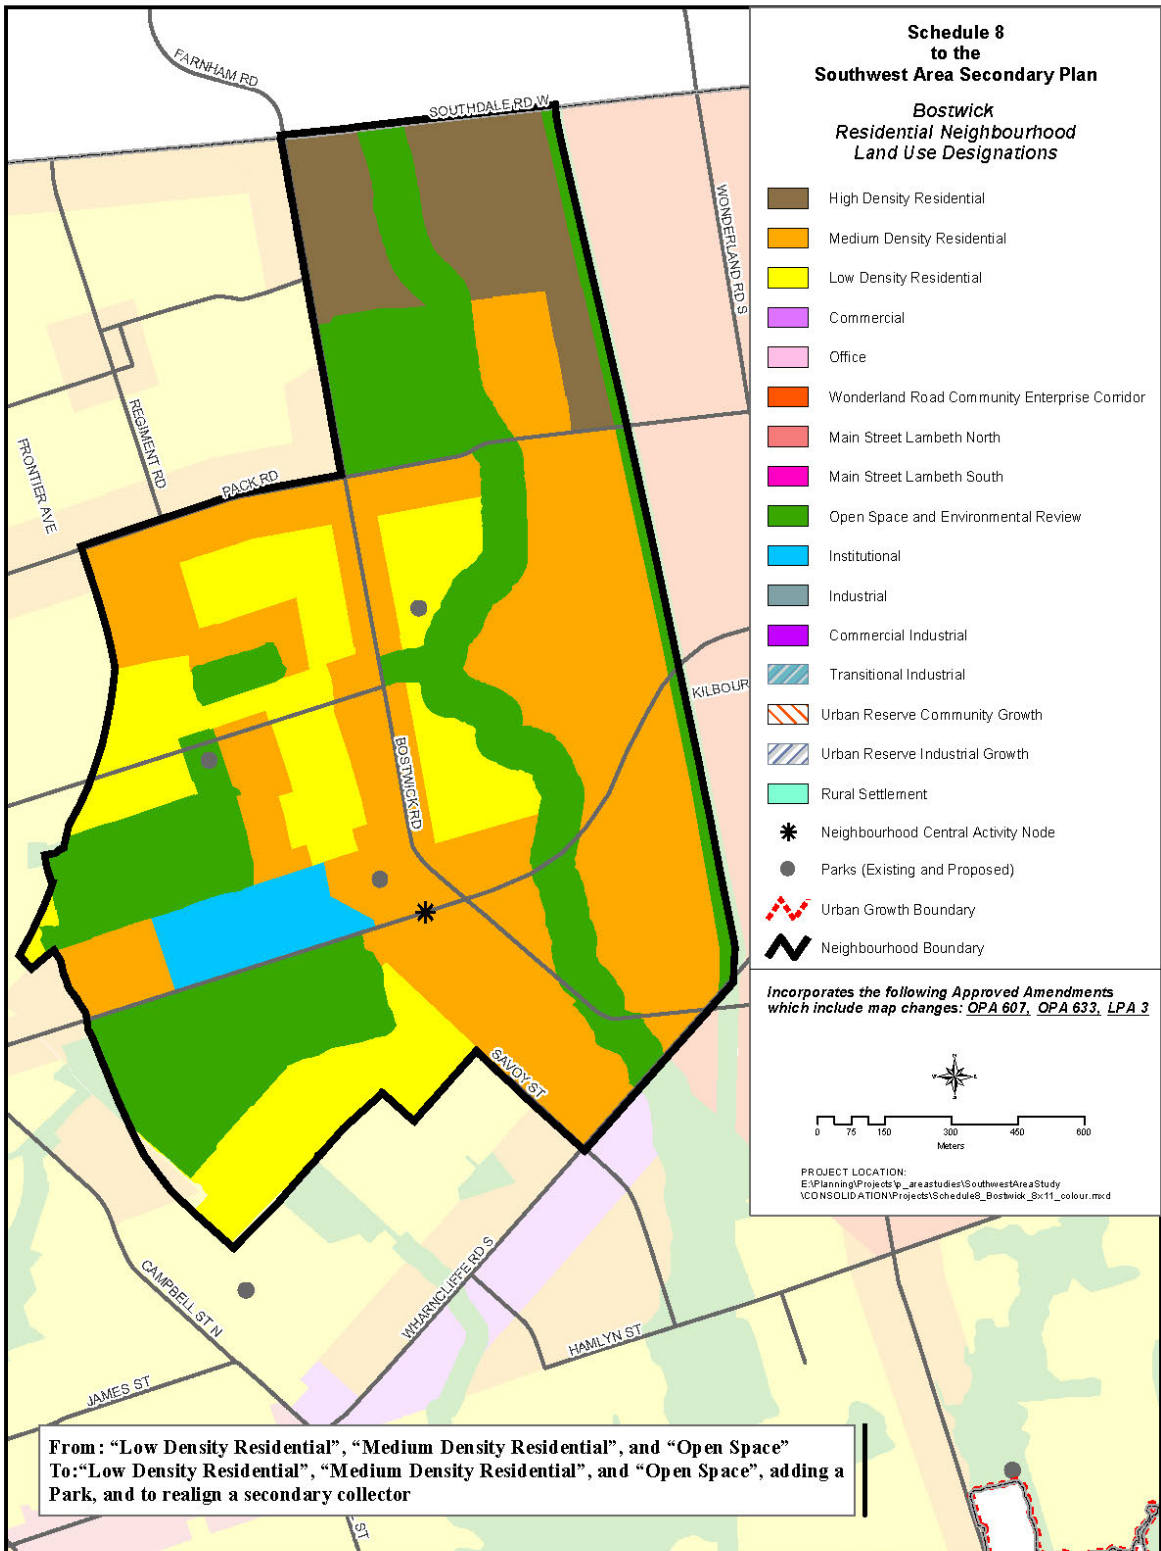 Schedule 8
to the
Southwest Area Secondary Plan
Bostwick
Residential Neighbourhood
Land Use Designations
High Density Residential
Medium Density Residential
Low Density Residential
Commercial
Office
Wonderland Road Community Enterprise Corridor
Main Street Lambeth North
Main Street Lambeth South
Open Space and Environmental Review
Institutional
Industrial
Commercial Industrial
Transitional Industrial
Urban Reserve Community Growth
Urban Reserve Industrial Growth
Rural Settlement
Neighbourhood Central Activity Node
Parks (Existing and Proposed)
Urban Growth Boundary
Neighbourhood Boundary
incorporates the following Approved Amendments
which include map changes: OPA 607, OPA 633, LPA 3
N
W E
S
0 75 150 300 450 600
Meters
PROJECT LOCATION:
E:\Planning\Projects\p_areastudies\SouthwestAreaStudy
\CONSOLIDATION\Projects\Schedule8_Bostwick_8x11_colour.mxd
FARNHAM RD
SOUTHDALE RD W
WONDERLAND RD S
REGIMENT RD
FRONTIER AVE
PACK RD
KILBOUR
BOSTWICK RD
SAVOY ST
WHARNCLIFFE RD S
CAMPBELL ST N
HAMLYN ST
JAMES ST
ST
From: “Low Density Residential”, “Medium Density Residential”, and “Open Space”
To:“Low Density Residential”, “Medium Density Residential”, and “Open Space”, adding a
Park, and to realign a secondary collector